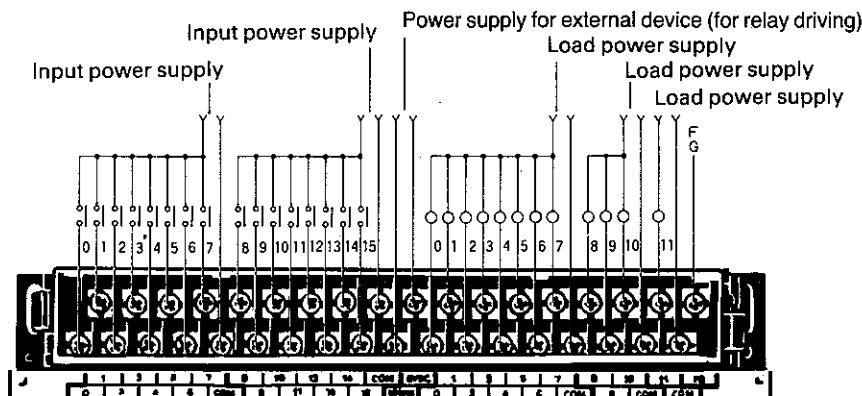 Power supply for external device (for relay driving)
Input power supply
Load power supply
Input power supply
Load power supply
Load power supply
F
G
0 1 2 3 4 5 6 7 8 9 10 11 12 13 14 15 0 1 2 3 4 5 6 7 8 9 10 11